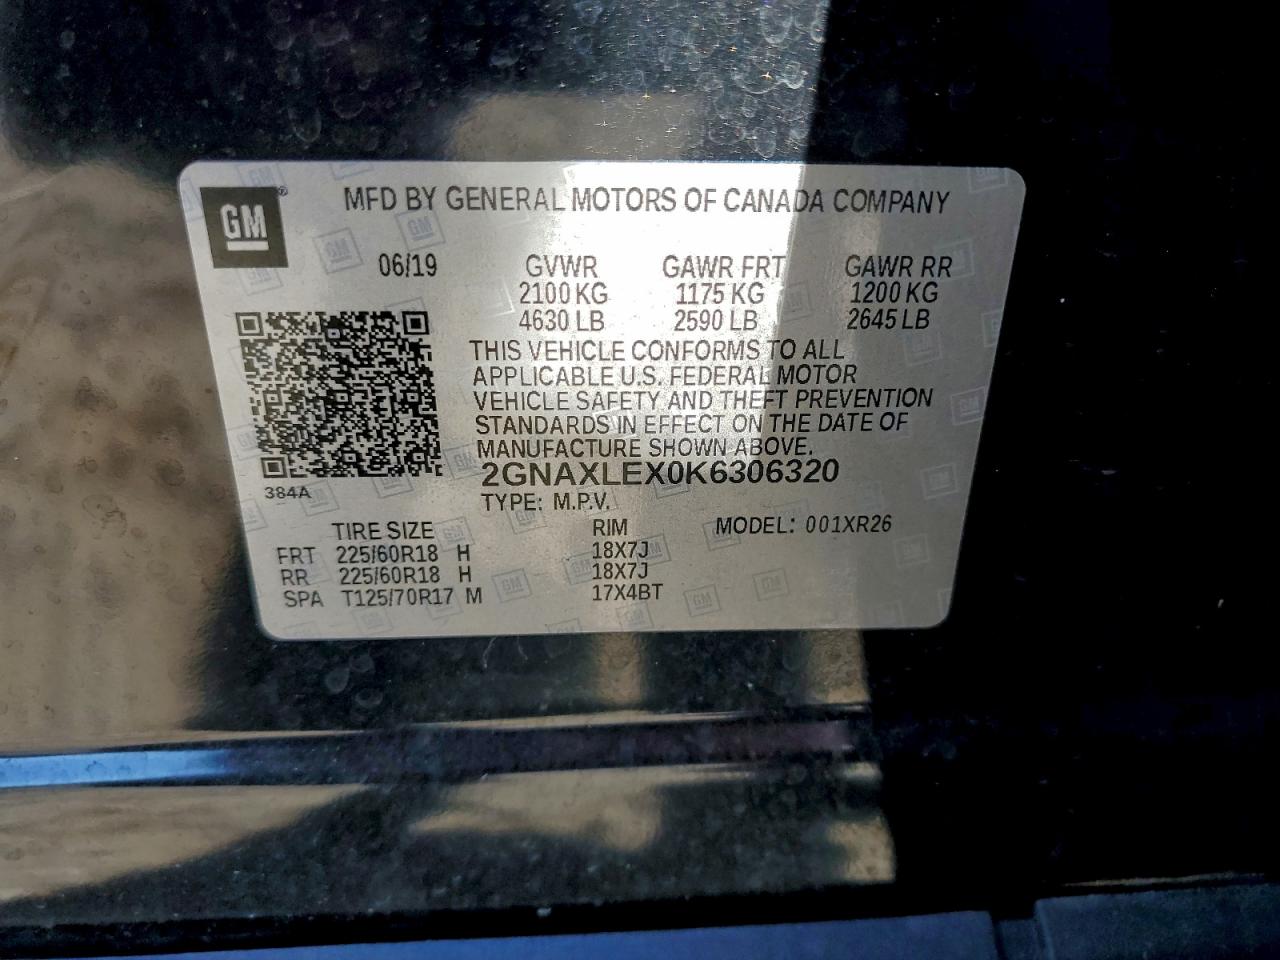 GM®
MFD BY GENERAL MOTORS OF CANADA COMPANY
06/19 GVWR GAWR FRT GAWR RR
2100 KG 1175 KG 1200 KG
4630 LB 2590 LB 2645 LB
THIS VEHICLE CONFORMS TO ALL
APPLICABLE U.S. FEDERAL MOTOR
VEHICLE SAFETY AND THEFT PREVENTION
STANDARDS IN EFFECT ON THE DATE OF
MANUFACTURE SHOWN ABOVE.
2GNAXLEX0K6306320
384A
TYPE: M.P.V.
TIRE SIZE RIM MODEL: 001XR26
FRT 225/60R18 H 18X7J
RR 225/60R18 H 18X7J
SPA T125/70R17 M 17X4BT